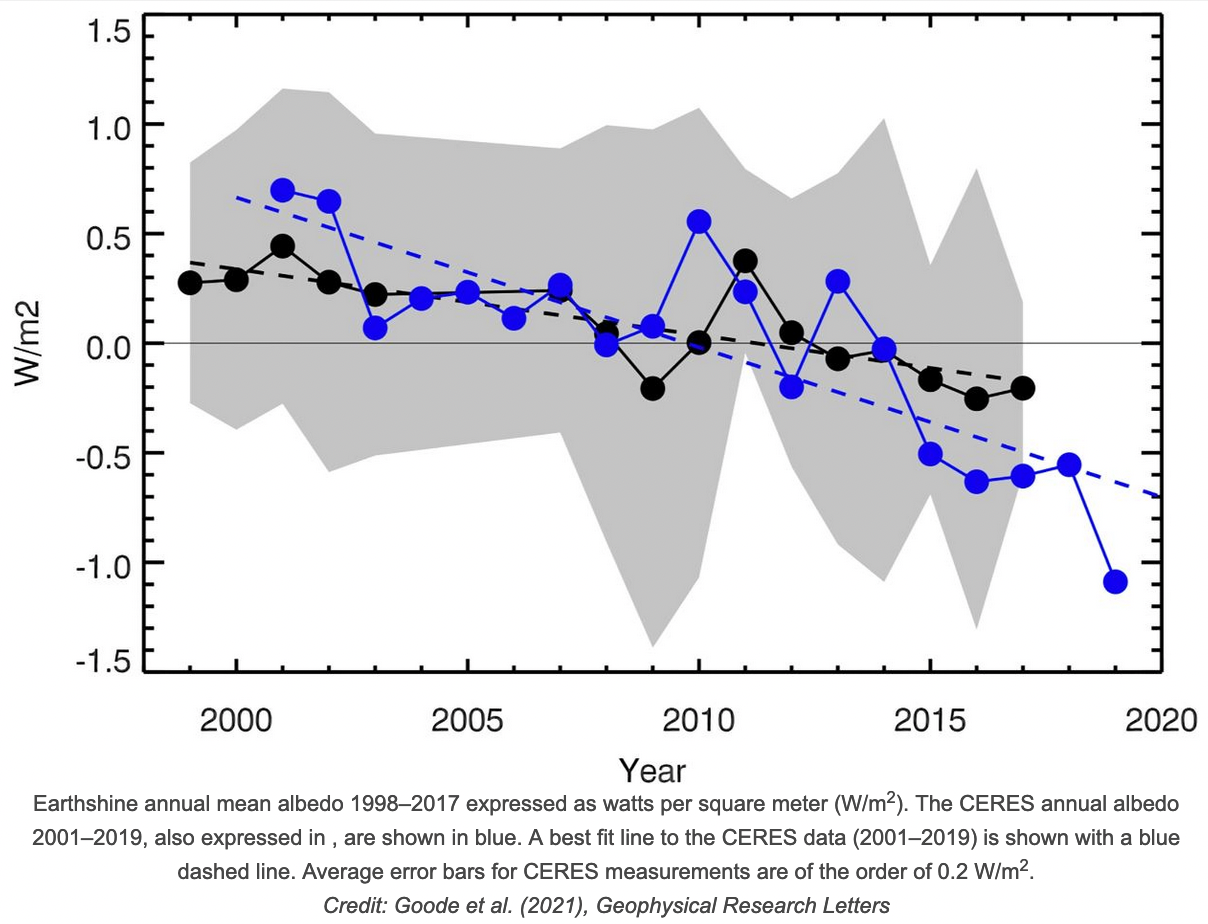 1.5
1.0
0.5
0.0
-0.5
-1.0
-1.5
W/m2
2000 2005 2010 2015 2020
Year
Earthshine annual mean albedo 1998–2017 expressed as watts per square meter (W/m²). The CERES annual albedo
2001–2019, also expressed in , are shown in blue. A best fit line to the CERES data (2001–2019) is shown with a blue
dashed line. Average error bars for CERES measurements are of the order of 0.2 W/m².
Credit: Goode et al. (2021), Geophysical Research Letters